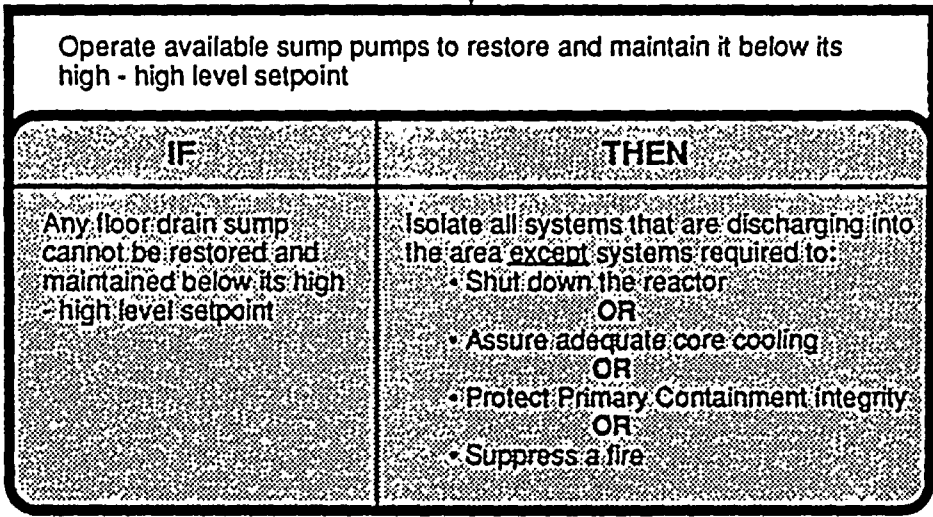 Operate available sump pumps to restore and maintain it below its
high - high level setpoint
IF
THEN
Any floor drain sump
cannot be restored and
maintained below its high
- high level setpoint
Isolate all systems that are discharging into
the area except systems required to:
• Shut down the reactor
OR
• Assure adequate core cooling
OR
• Protect Primary Containment integrity
OR
• Suppress a fire